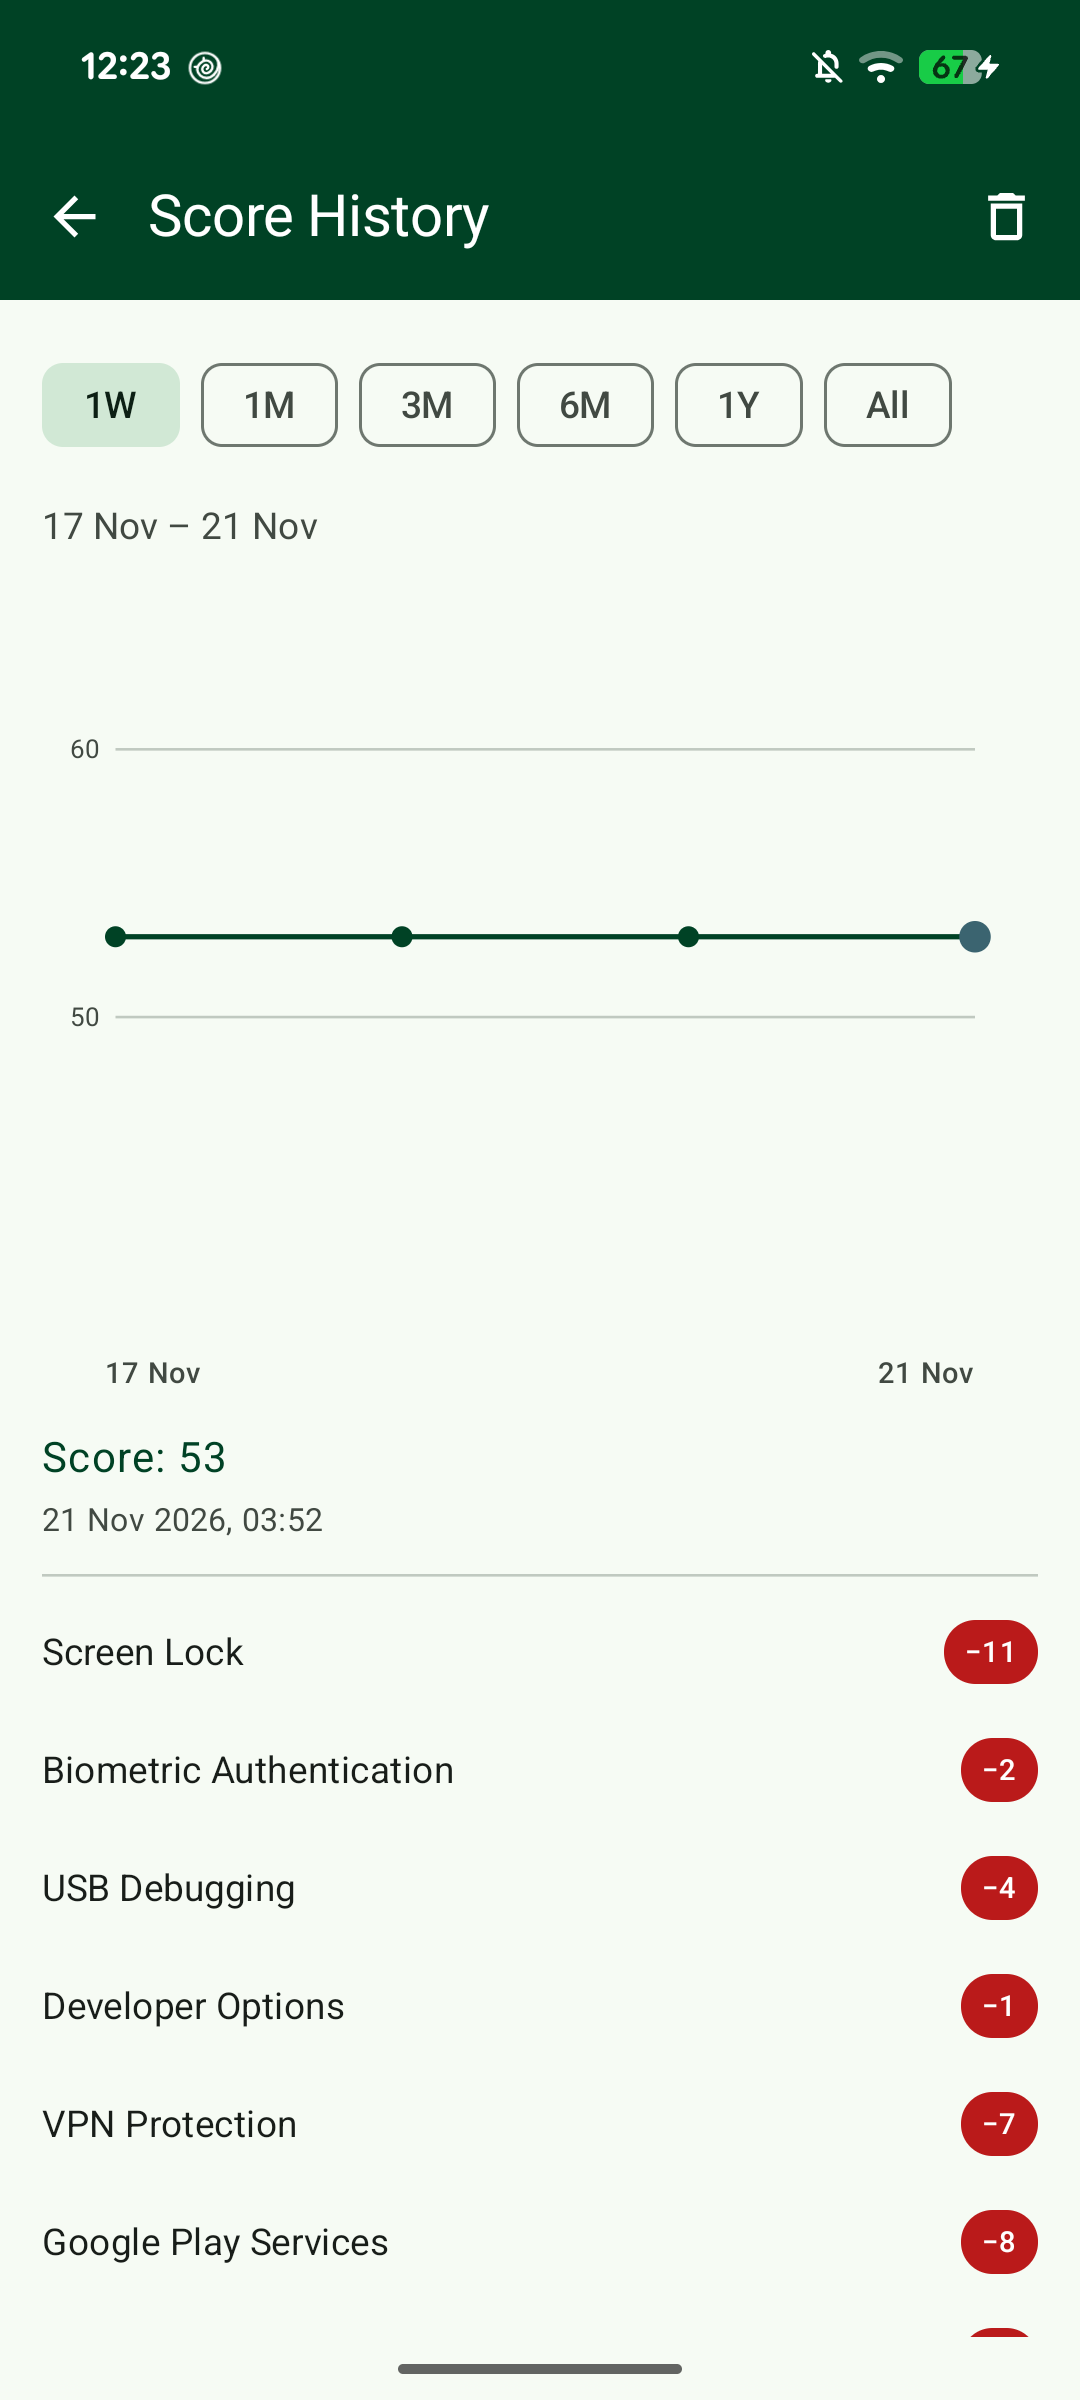 12:23
67
Score History
1W
1M
3M
6M
1Y
All
17 Nov – 21 Nov
60
50
17 Nov
21 Nov
Score: 53
21 Nov 2026, 03:52
Screen Lock
−11
Biometric Authentication
−2
USB Debugging
−4
Developer Options
−1
VPN Protection
−7
Google Play Services
−8